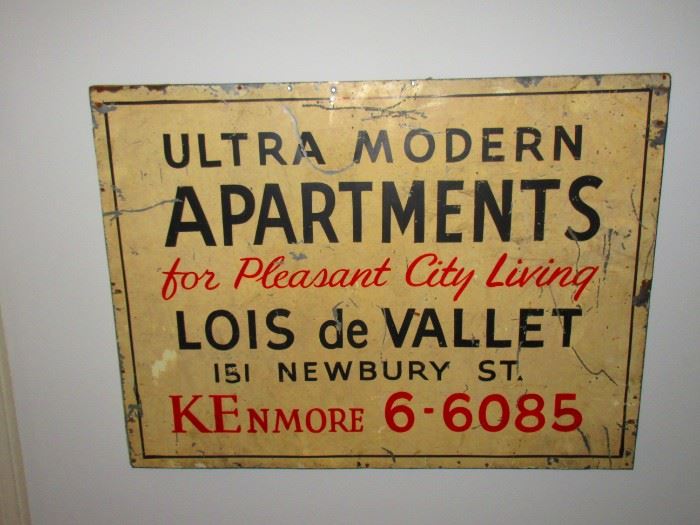 ULTRA MODERN
APARTMENTS
for Pleasant City Living
LOIS de VALLET
151 NEWBURY ST.
KENMORE 6-6085